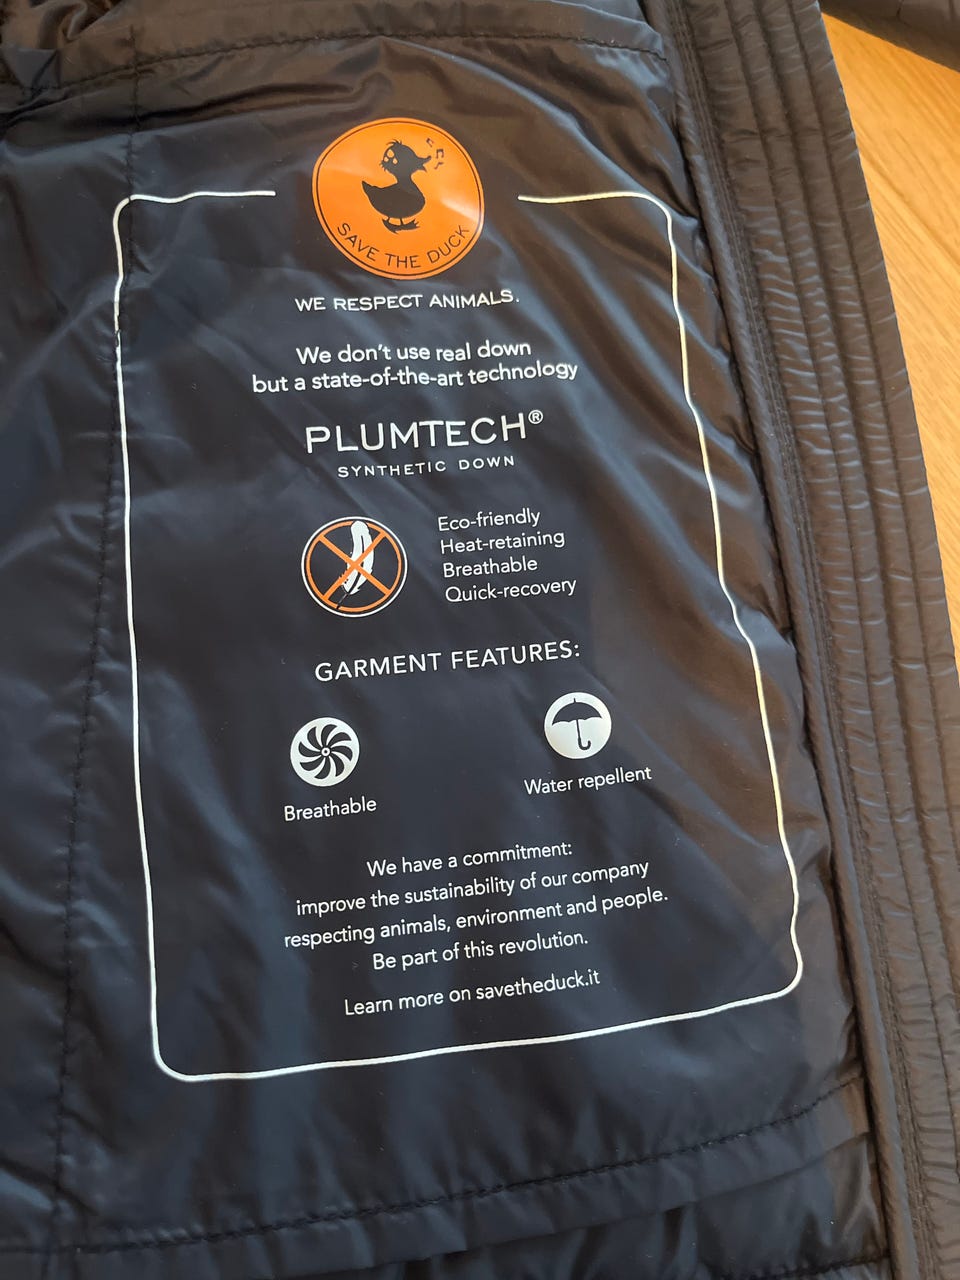 SAVE THE DUCK
WE RESPECT ANIMALS.
We don't use real down
but a state-of-the-art technology
PLUMTECH®
SYNTHETIC DOWN
Eco-friendly
Heat-retaining
Breathable
Quick-recovery
GARMENT FEATURES:
Breathable
Water repellent
We have a commitment:
improve the sustainability of our company
respecting animals, environment and people.
Be part of this revolution.
Learn more on savetheduck.it